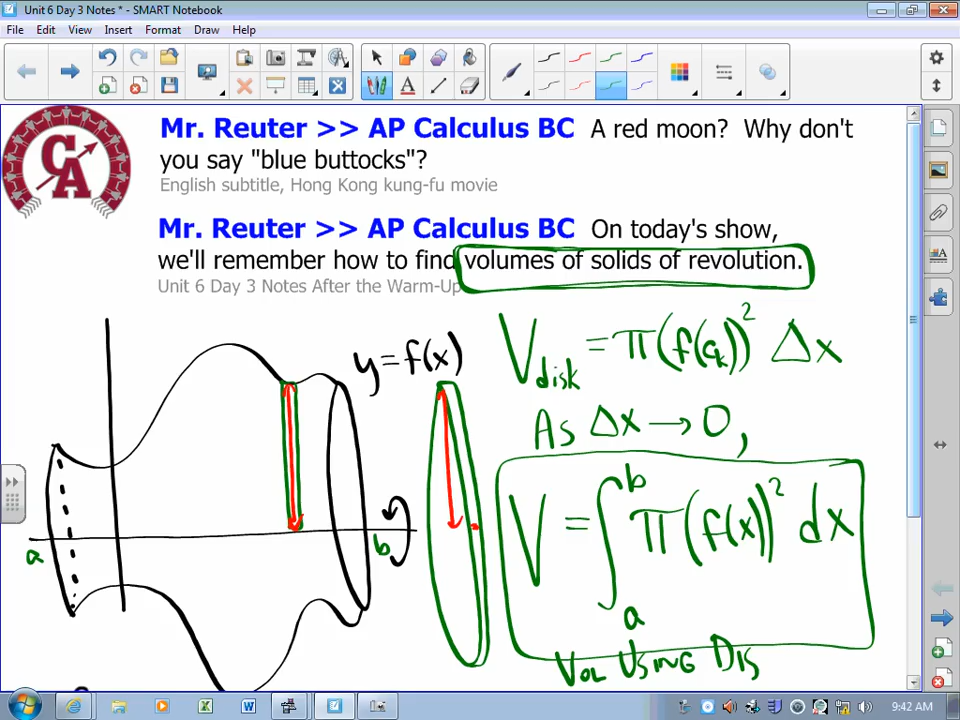 Unit 6 Day 3 Notes * - SMART Notebook
File Edit View Insert Format Draw Help
Mr. Reuter >> AP Calculus BC A red moon? Why don't
you say "blue buttocks"?
English subtitle, Hong Kong kung-fu movie
CA
Mr. Reuter >> AP Calculus BC On today's show,
we'll remember how to find volumes of solids of revolution.
Unit 6 Day 3 Notes After the Warm-Up
y=f(x)
V disk = π(f(a))² Δx
As Δx → 0,
V = ∫ₐᵇ π(f(x))² dx
a
b
Vol Using Dis
9:42 AM